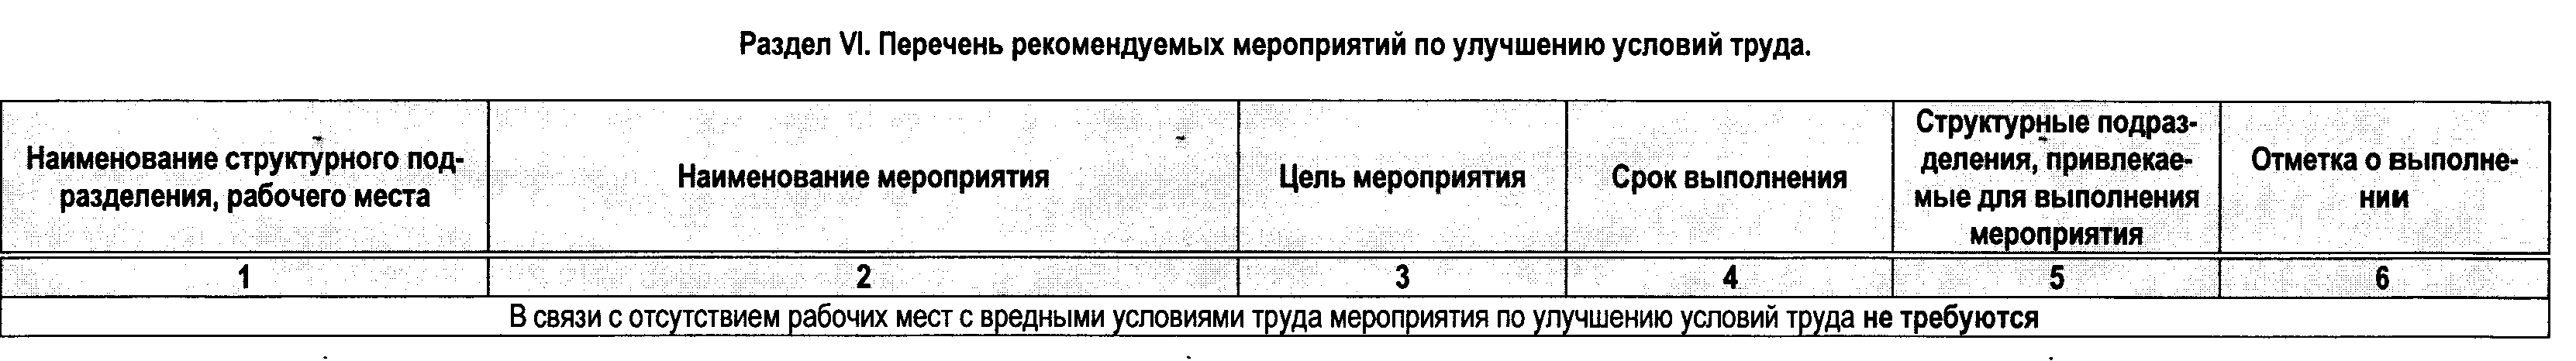 Раздел VI. Перечень рекомендуемых мероприятий по улучшению условий труда.
Наименование структурного под-
разделения, рабочего места
Наименование мероприятия
Цель мероприятия
Срок выполнения
Структурные подраз-
деления, привлекае-
мые для выполнения
мероприятия
Отметка о выполне-
нии
1 2 3 4 5 6
В связи с отсутствием рабочих мест с вредными условиями труда мероприятия по улучшению условий труда не требуются